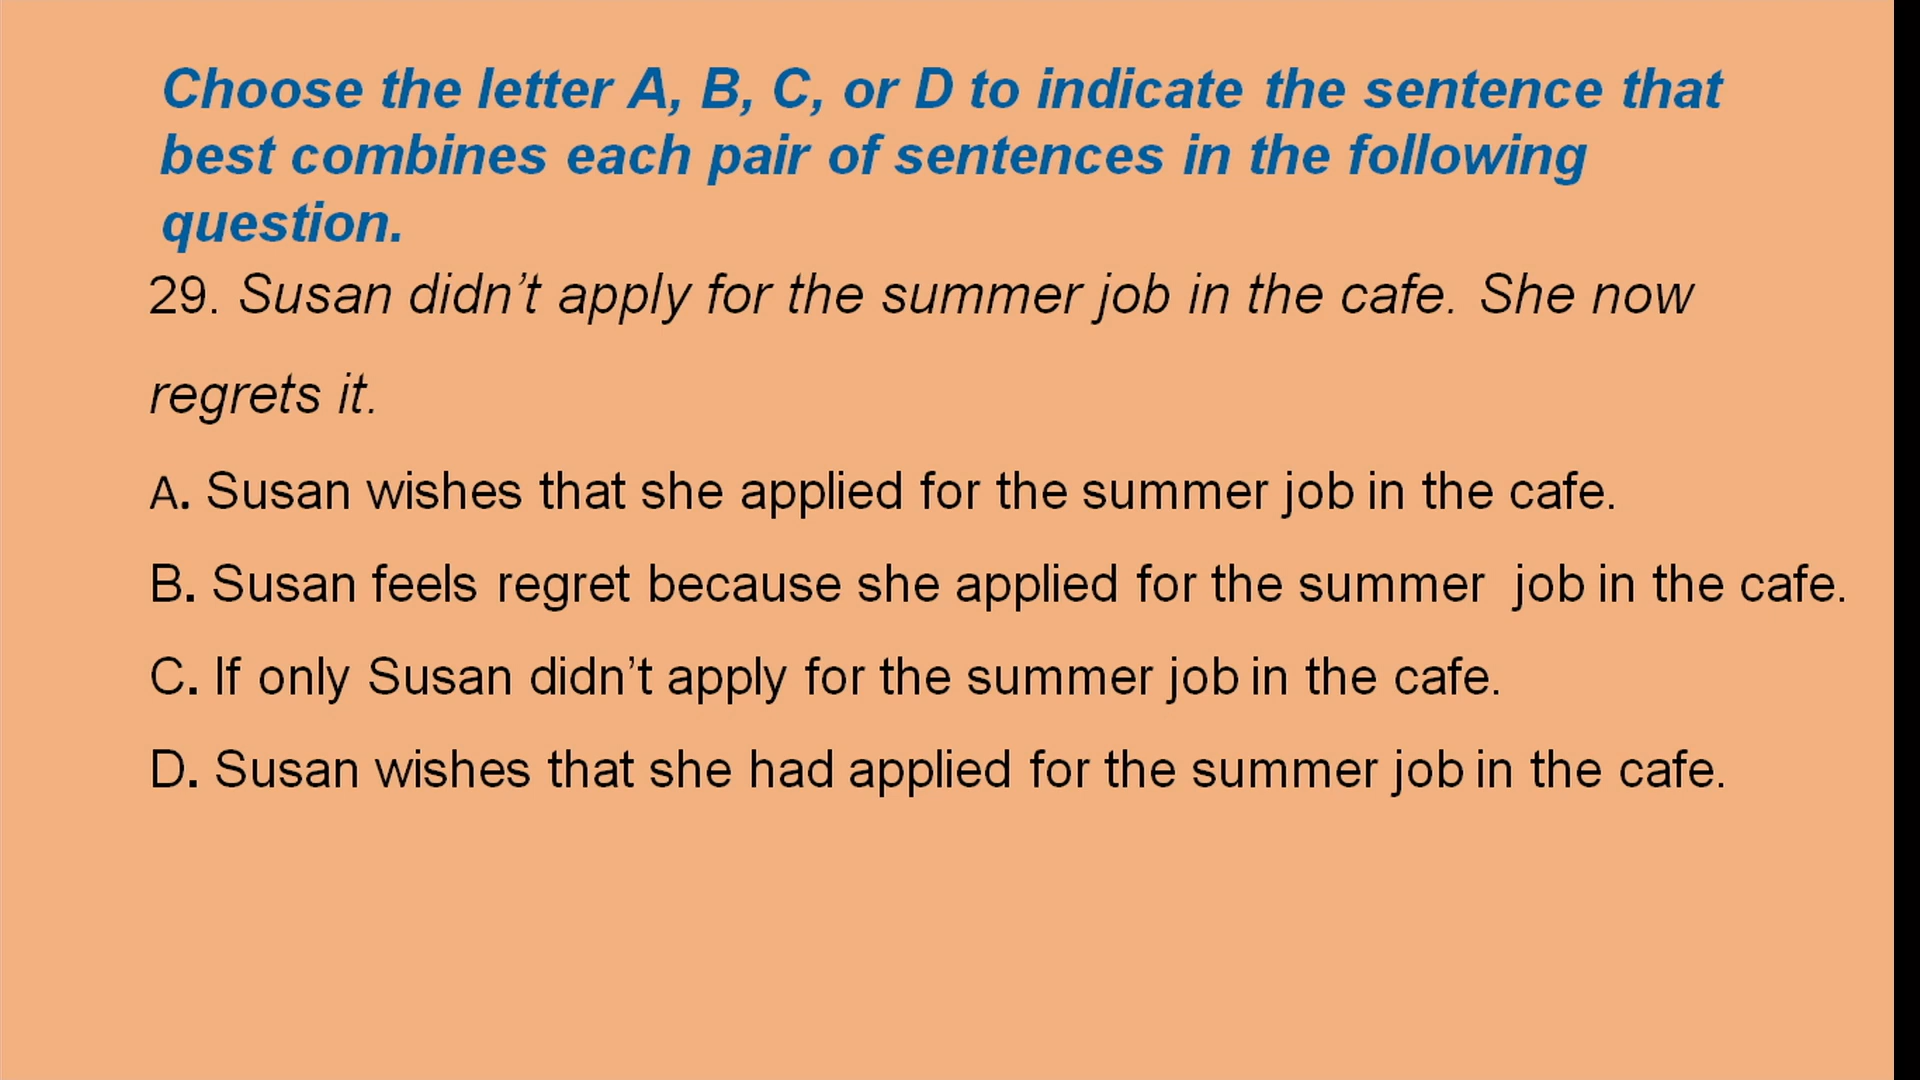 Choose the letter A, B, C, or D to indicate the sentence that
best combines each pair of sentences in the following
question.
29. Susan didn’t apply for the summer job in the cafe. She now
regrets it.
A. Susan wishes that she applied for the summer job in the cafe.
B. Susan feels regret because she applied for the summer job in the cafe.
C. If only Susan didn’t apply for the summer job in the cafe.
D. Susan wishes that she had applied for the summer job in the cafe.